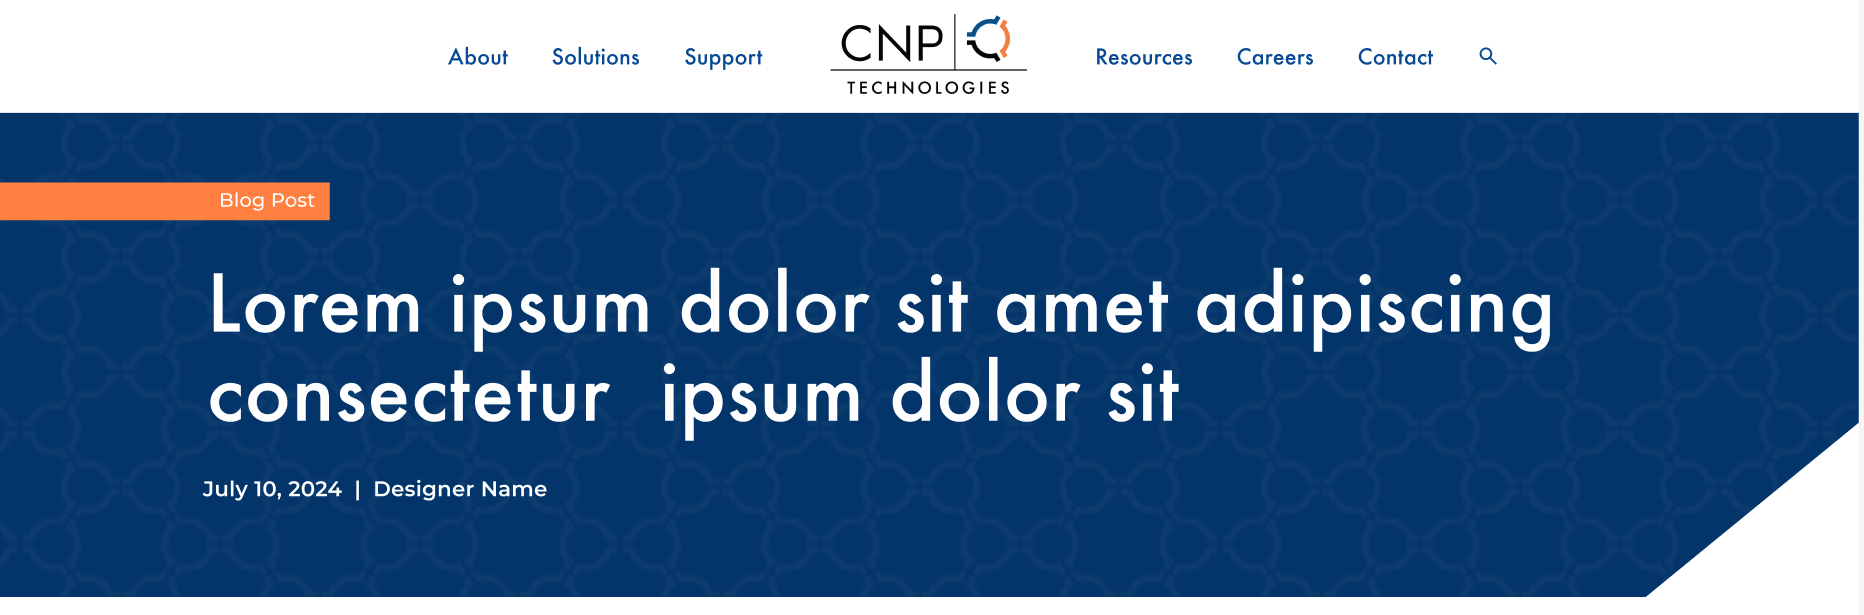 About Solutions Support CNP TECHNOLOGIES Resources Careers Contact
Blog Post
Lorem ipsum dolor sit amet adipiscing
consectetur ipsum dolor sit
July 10, 2024 | Designer Name